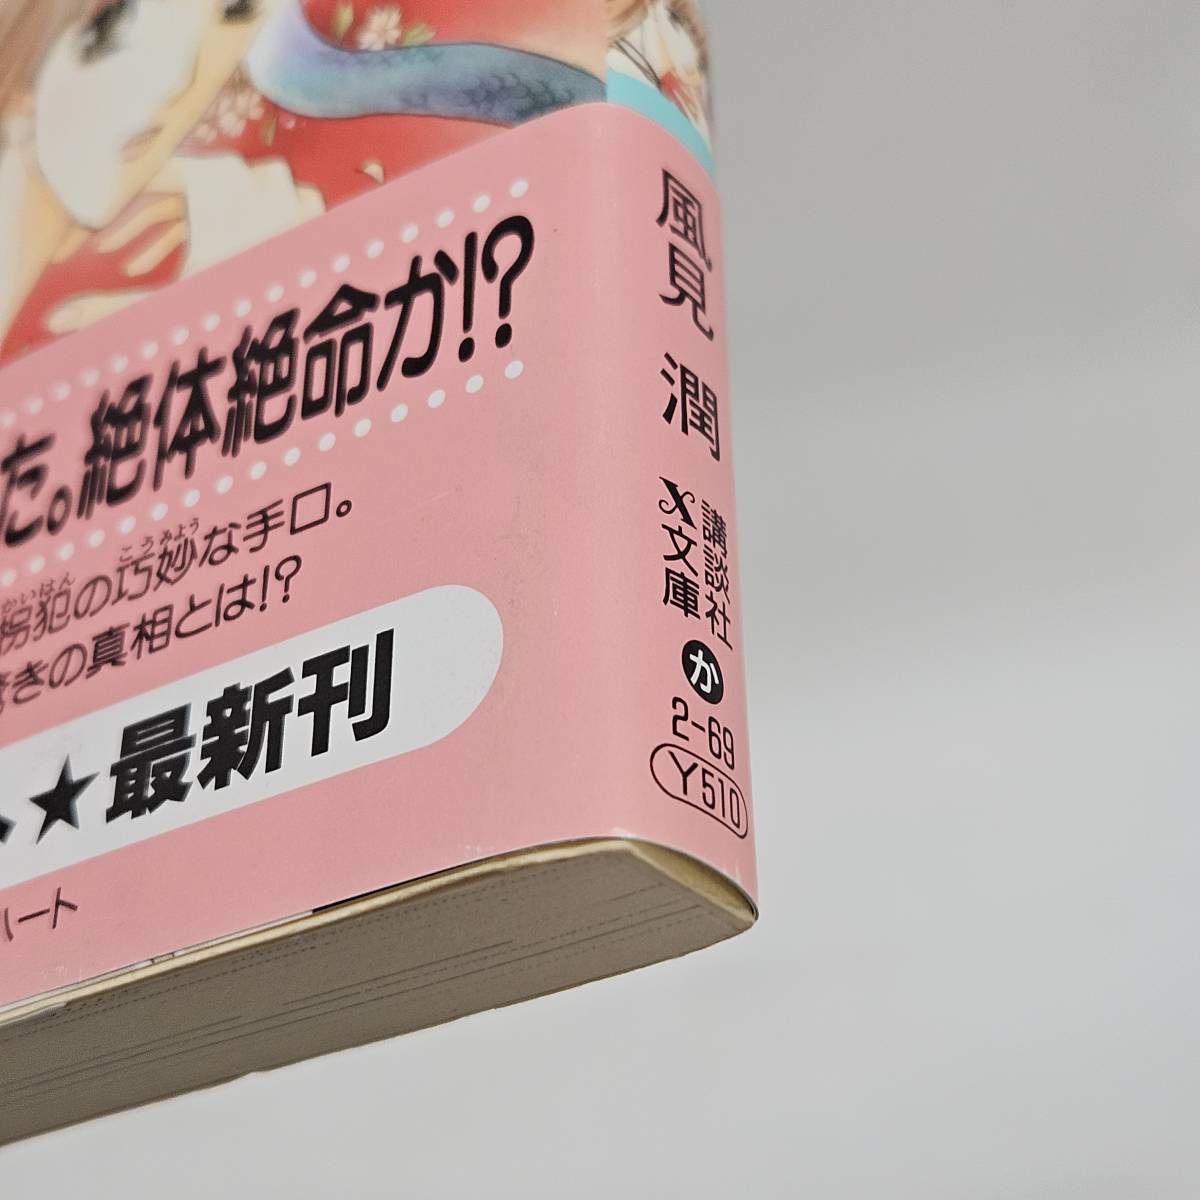 た。絶体絶命か!?
かいはん
こうみょう
拐犯の巧妙な手口。
きの真相とは!?
★最新刊
ハート
風見 潤
講談社
X文庫
か
2-69
Y510